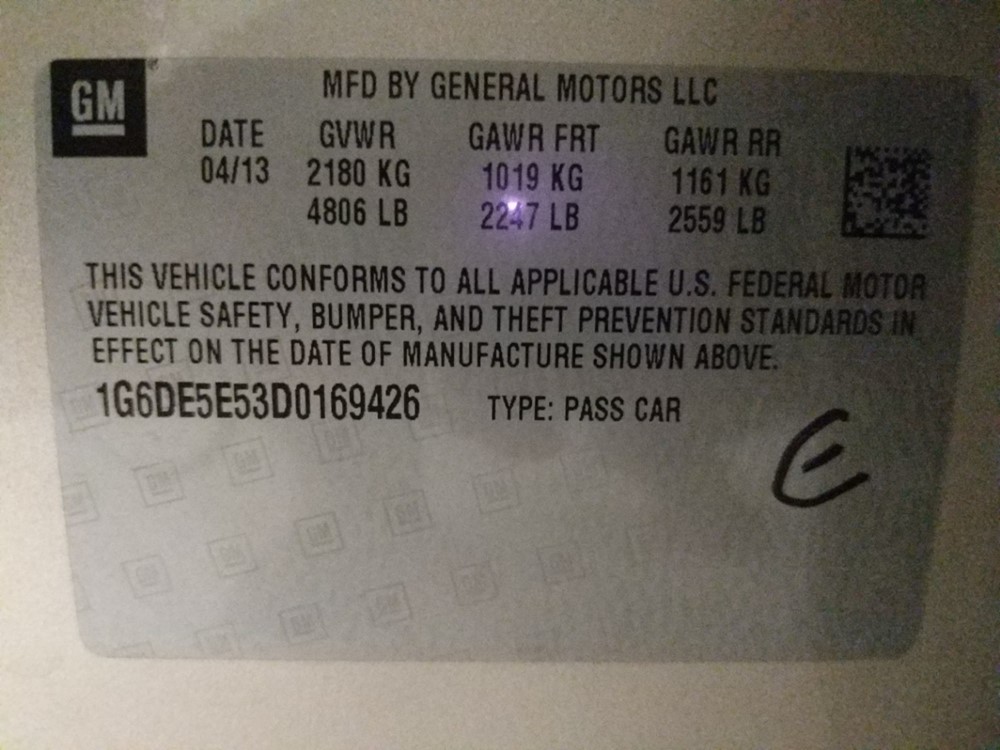 GM
MFD BY GENERAL MOTORS LLC
DATE GVWR GAWR FRT GAWR RR
04/13 2180 KG 1019 KG 1161 KG
4806 LB 2247 LB 2559 LB
THIS VEHICLE CONFORMS TO ALL APPLICABLE U.S. FEDERAL MOTOR
VEHICLE SAFETY, BUMPER, AND THEFT PREVENTION STANDARDS IN
EFFECT ON THE DATE OF MANUFACTURE SHOWN ABOVE.
1G6DE5E53D0169426 TYPE: PASS CAR
E